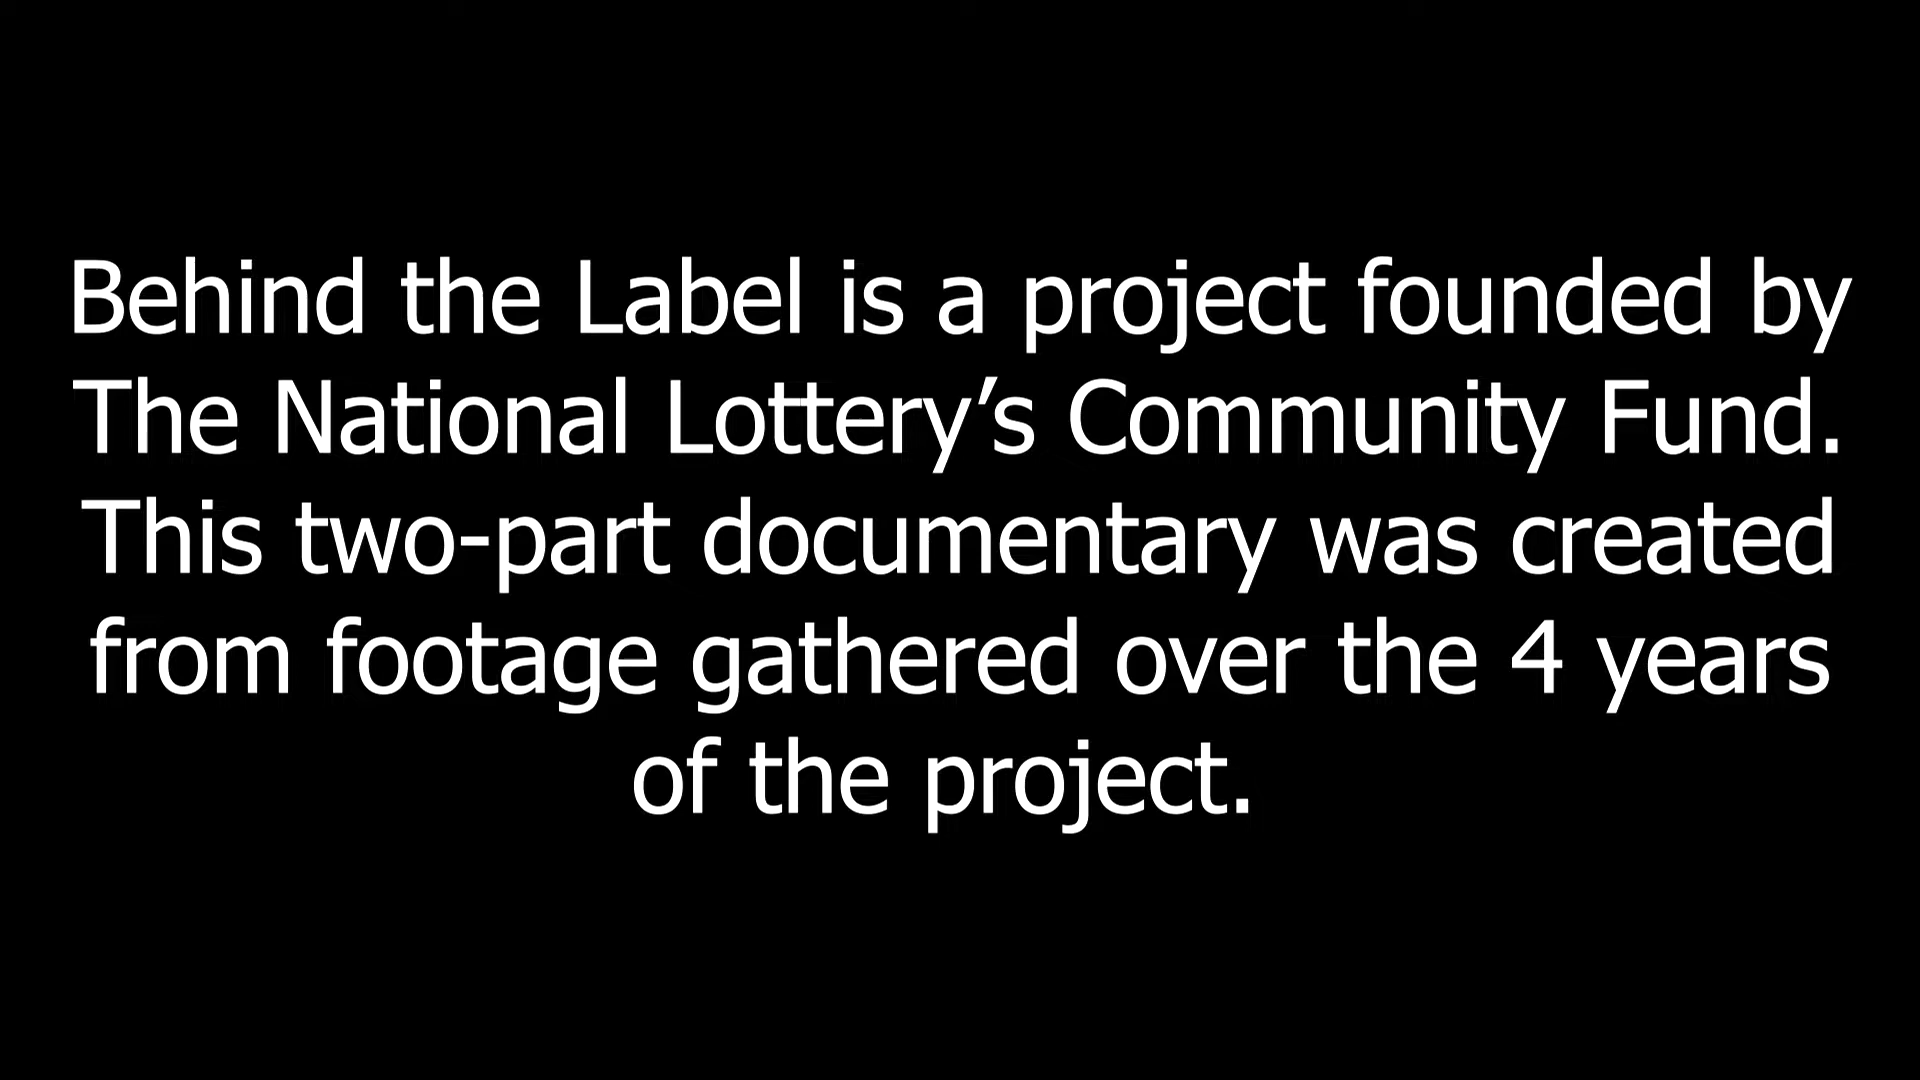 Behind the Label is a project founded by
The National Lottery’s Community Fund.
This two-part documentary was created
from footage gathered over the 4 years
of the project.